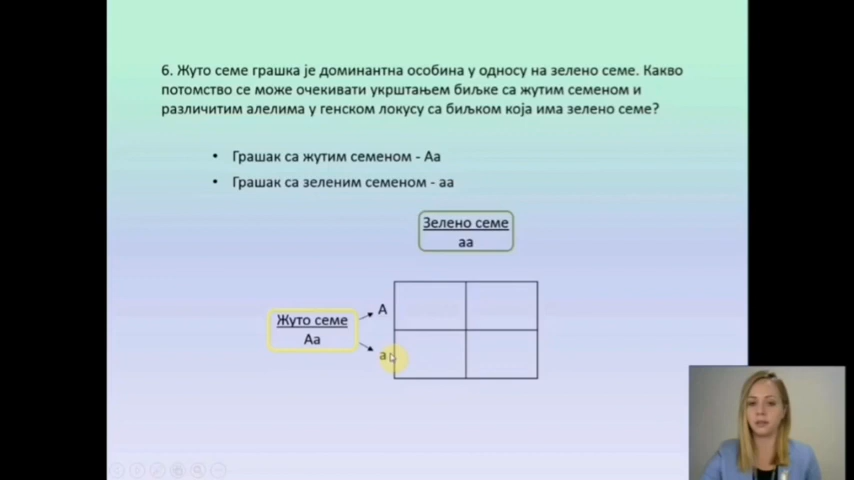 6. Жуто семе грашка је доминантна особина у односу на зелено семе. Какво
потомство се може очекивати укрштањем биљке са жутим семеном и
различитим алелима у генском локусу са биљком која има зелено семе?
• Грашак са жутим семеном - Аа
• Грашак са зеленим семеном - аа
Зелено семе
аа
Жуто семе
Аа
А
а